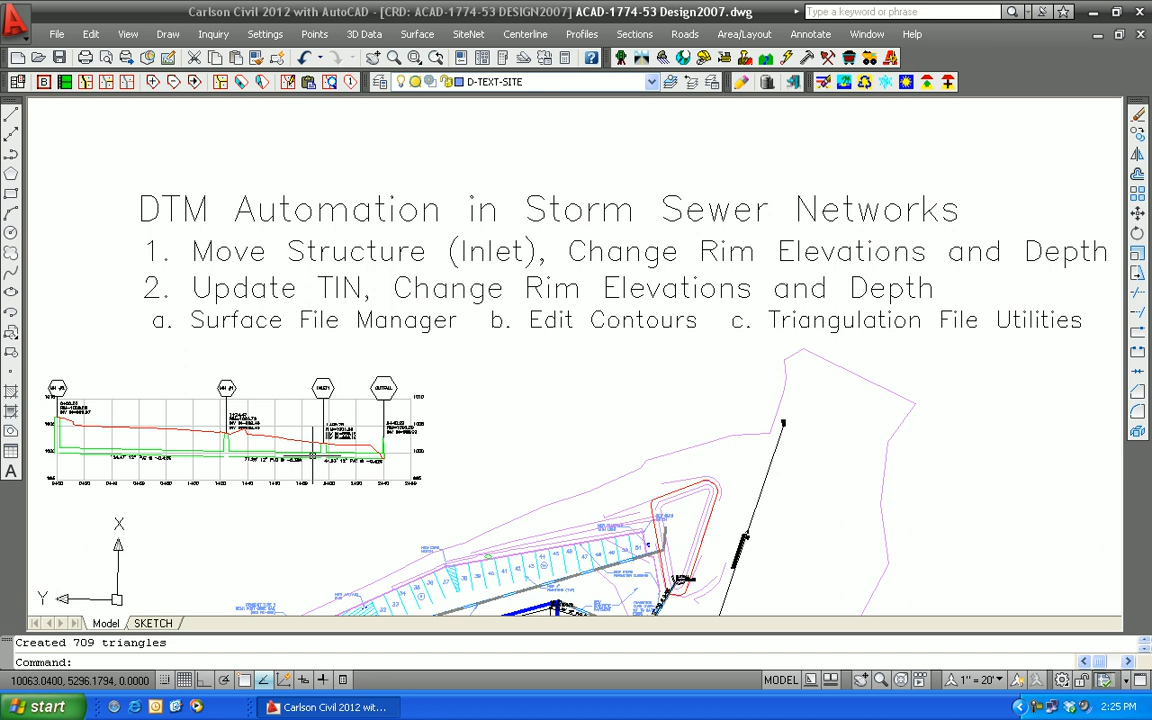 Carlson Civil 2012 with AutoCAD - [CRD: ACAD-1774-53 DESIGN2007] ACAD-1774-53 Design2007.dwg
Type a keyword or phrase
File Edit View Draw Inquiry Settings Points 3D Data Surface SiteNet Centerline Profiles Sections Roads Area/Layout Annotate Window Help
D-TEXT-SITE
DTM Automation in Storm Sewer Networks
1. Move Structure (Inlet), Change Rim Elevations and Depth
2. Update TIN, Change Rim Elevations and Depth
a. Surface File Manager b. Edit Contours c. Triangulation File Utilities
INLET1 OUTFALL
X
Y
Model SKETCH
Created 709 triangles
Command:
10063.0400, 5296.1794, 0.0000
MODEL
1" = 20'
start
Carlson Civil 2012 wit...
2:25 PM